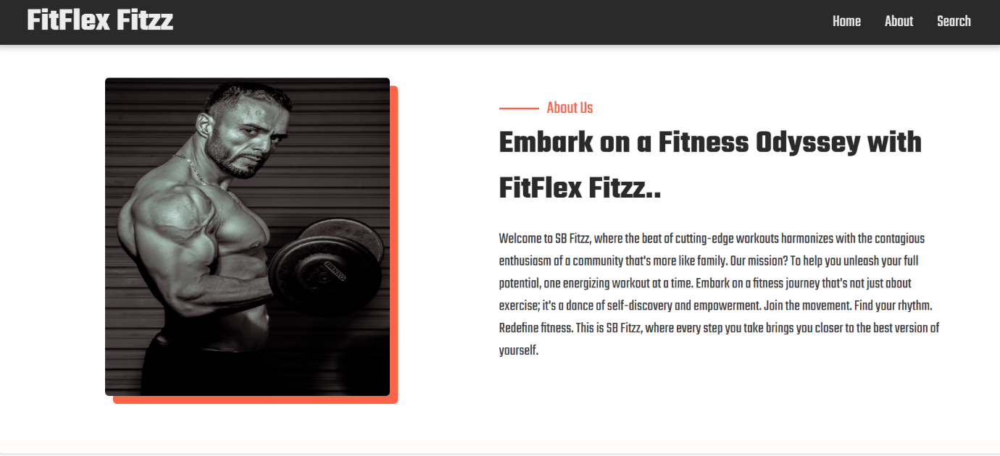 FitFlex Fitzz
Home About Search
About Us
Embark on a Fitness Odyssey with
FitFlex Fitzz..
Welcome to SB Fitzz, where the beat of cutting-edge workouts harmonizes with the contagious
enthusiasm of a community that's more like family. Our mission? To help you unleash your full
potential, one energizing workout at a time. Embark on a fitness journey that's not just about
exercise; it's a dance of self-discovery and empowerment. Join the movement. Find your rhythm.
Redefine fitness. This is SB Fitzz, where every step you take brings you closer to the best version of
yourself.